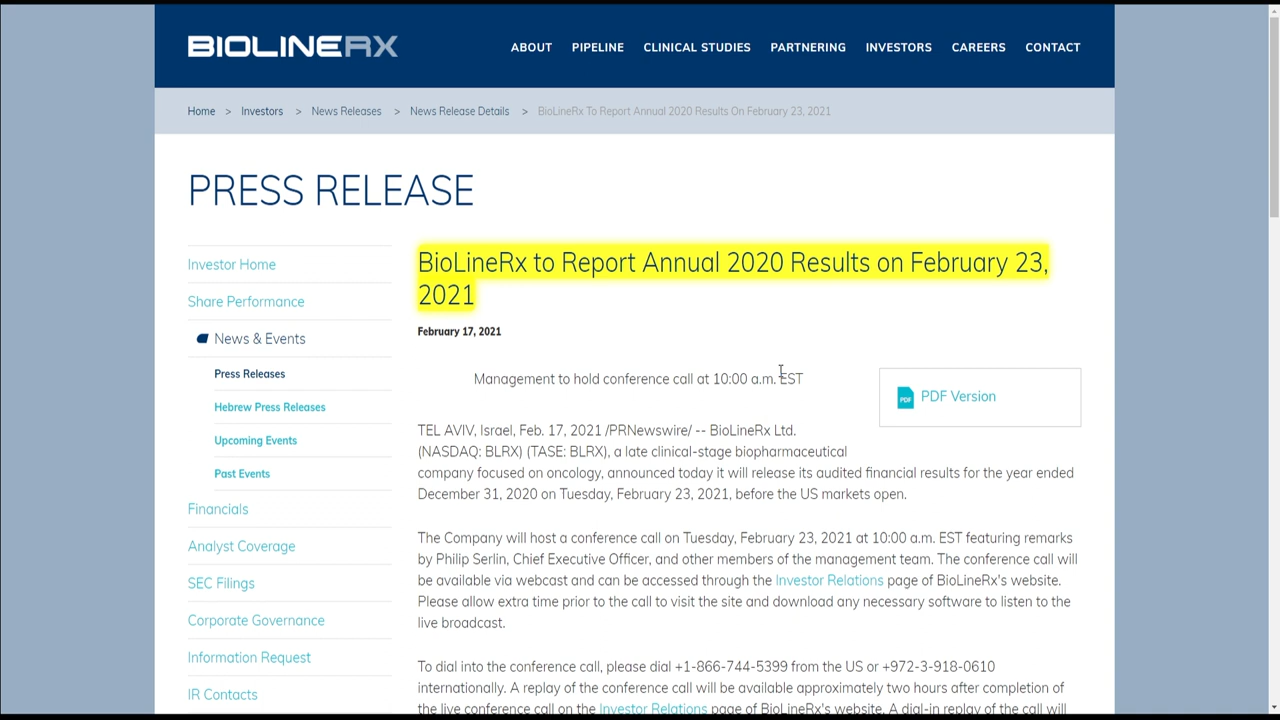 BIOLINERX
ABOUT PIPELINE CLINICAL STUDIES PARTNERING INVESTORS CAREERS CONTACT
Home > Investors > News Releases > News Release Details > BioLineRx To Report Annual 2020 Results On February 23, 2021
PRESS RELEASE
Investor Home
Share Performance
News & Events
Press Releases
Hebrew Press Releases
Upcoming Events
Past Events
Financials
Analyst Coverage
SEC Filings
Corporate Governance
Information Request
IR Contacts
BioLineRx to Report Annual 2020 Results on February 23,
2021
February 17, 2021
Management to hold conference call at 10:00 a.m. EST
PDF
PDF Version
TEL AVIV, Israel, Feb. 17, 2021 /PRNewswire/ -- BioLineRx Ltd.
(NASDAQ: BLRX) (TASE: BLRX), a late clinical-stage biopharmaceutical
company focused on oncology, announced today it will release its audited financial results for the year ended
December 31, 2020 on Tuesday, February 23, 2021, before the US markets open.
The Company will host a conference call on Tuesday, February 23, 2021 at 10:00 a.m. EST featuring remarks
by Philip Serlin, Chief Executive Officer, and other members of the management team. The conference call will
be available via webcast and can be accessed through the Investor Relations page of BioLineRx's website.
Please allow extra time prior to the call to visit the site and download any necessary software to listen to the
live broadcast.
To dial into the conference call, please dial +1-866-744-5399 from the US or +972-3-918-0610
internationally. A replay of the conference call will be available approximately two hours after completion of
the live conference call on the Investor Relations page of BioLineRx's website. A dial-in replay of the call will